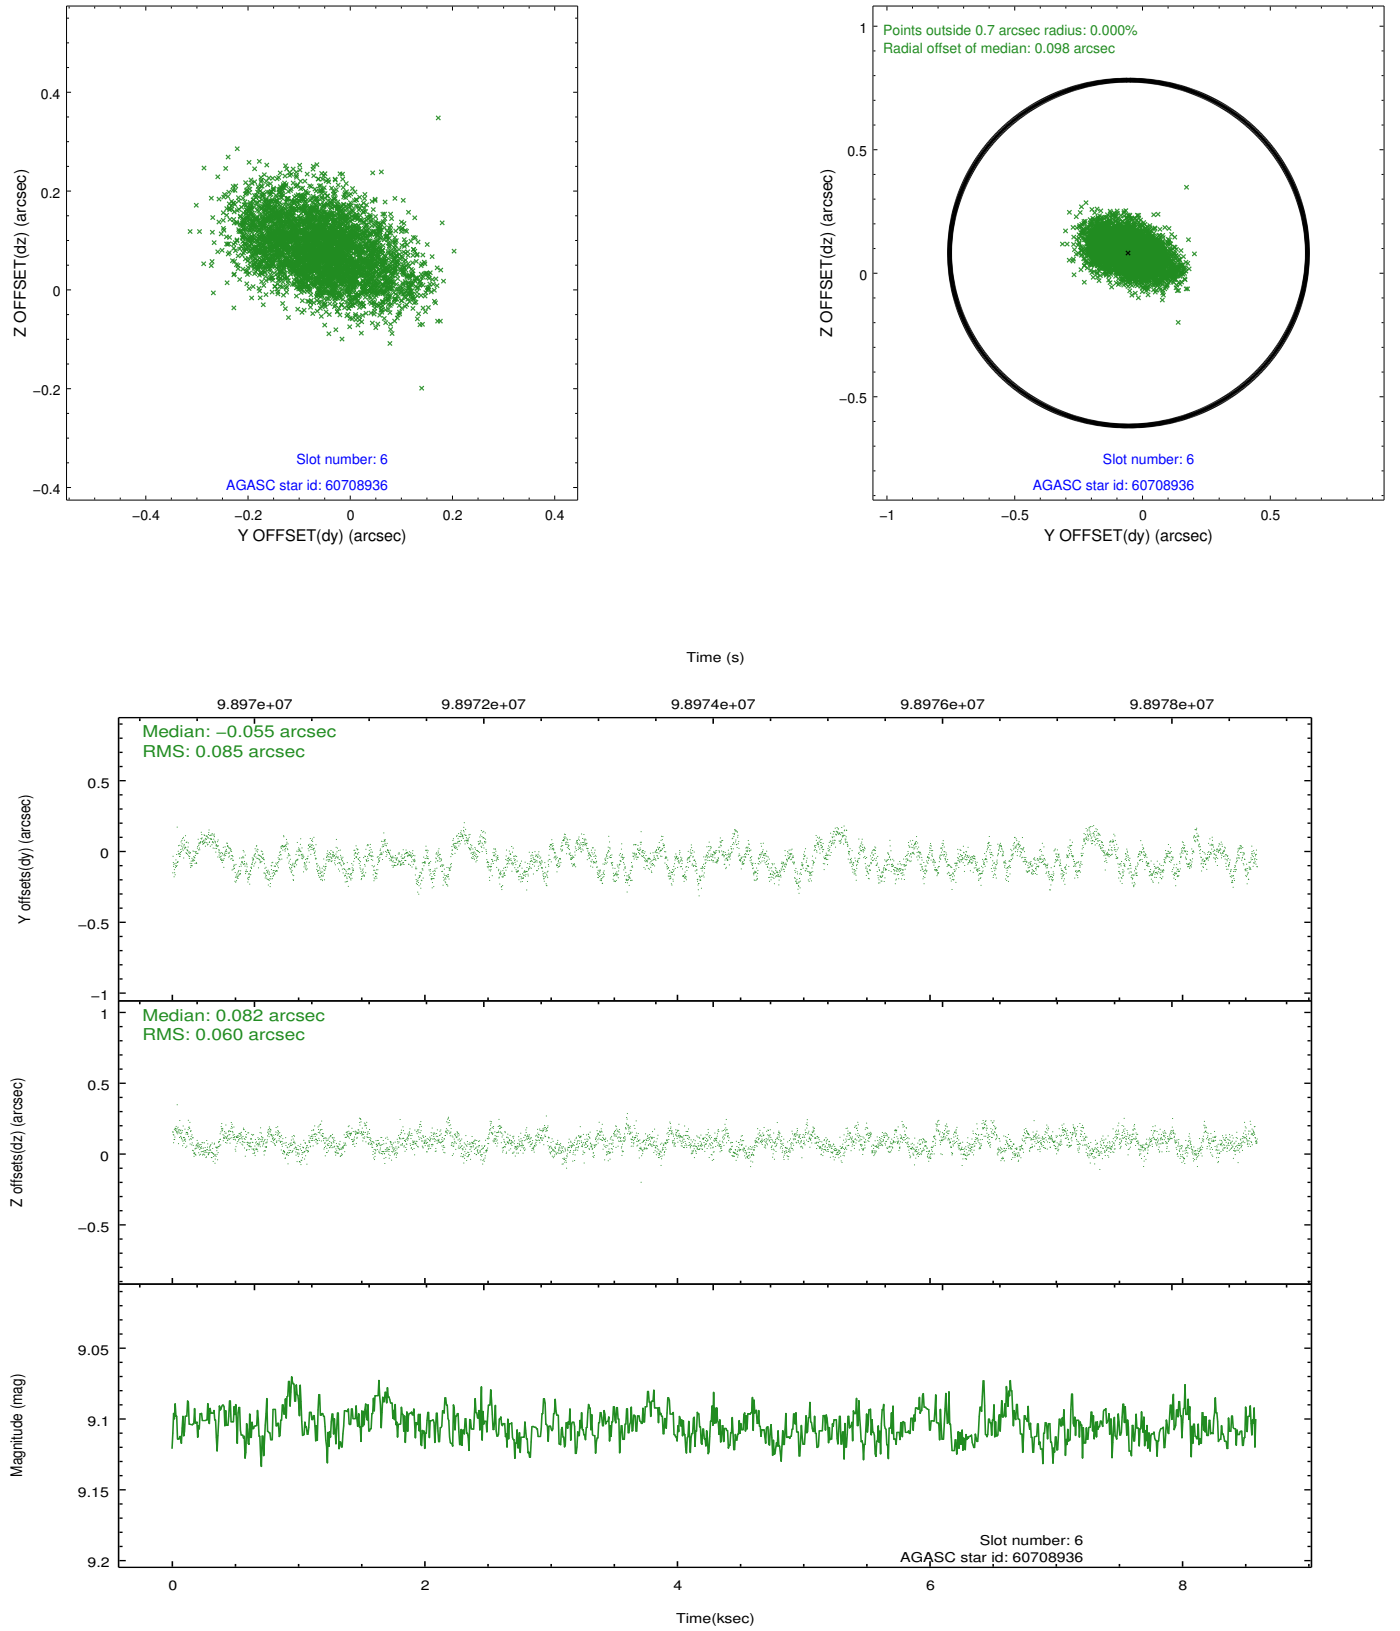 0.4
0.2
0
−0.2
−0.4
Z OFFSET(dz) (arcsec)
Slot number: 6
AGASC star id: 60708936
−0.4
−0.2
0
0.2
0.4
Y OFFSET(dy) (arcsec)
Points outside 0.7 arcsec radius: 0.000%
Radial offset of median: 0.098 arcsec
1
0.5
0
−0.5
Z OFFSET(dz) (arcsec)
Slot number: 6
AGASC star id: 60708936
−1
−0.5
0
0.5
Y OFFSET(dy) (arcsec)
Time (s)
9.897e+07
9.8972e+07
9.8974e+07
9.8976e+07
9.8978e+07
Median: −0.055 arcsec
RMS: 0.085 arcsec
0.5
0
−0.5
−1
Y offsets(dy) (arcsec)
Median: 0.082 arcsec
RMS: 0.060 arcsec
1
0.5
0
−0.5
Z offsets(dz) (arcsec)
9.05
9.1
9.15
9.2
Magnitude (mag)
Slot number: 6
AGASC star id: 60708936
0
2
4
6
8
Time(ksec)